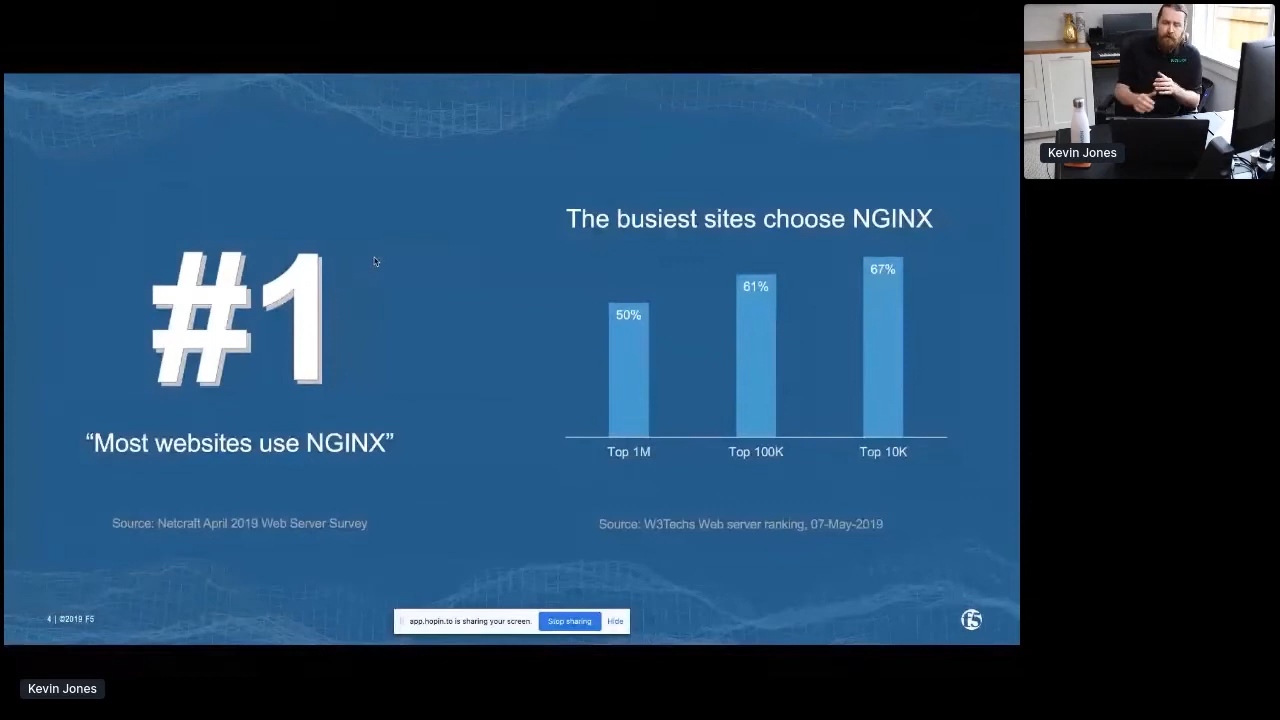 Kevin Jones
The busiest sites choose NGINX
#1
67%
61%
50%
“Most websites use NGINX”
Top 1M
Top 100K
Top 10K
Source: Netcraft April 2019 Web Server Survey
Source: W3Techs Web server ranking, 07-May-2019
4 | ©2019 F5
app.hopin.to is sharing your screen.
Stop sharing
Hide
F5
Kevin Jones